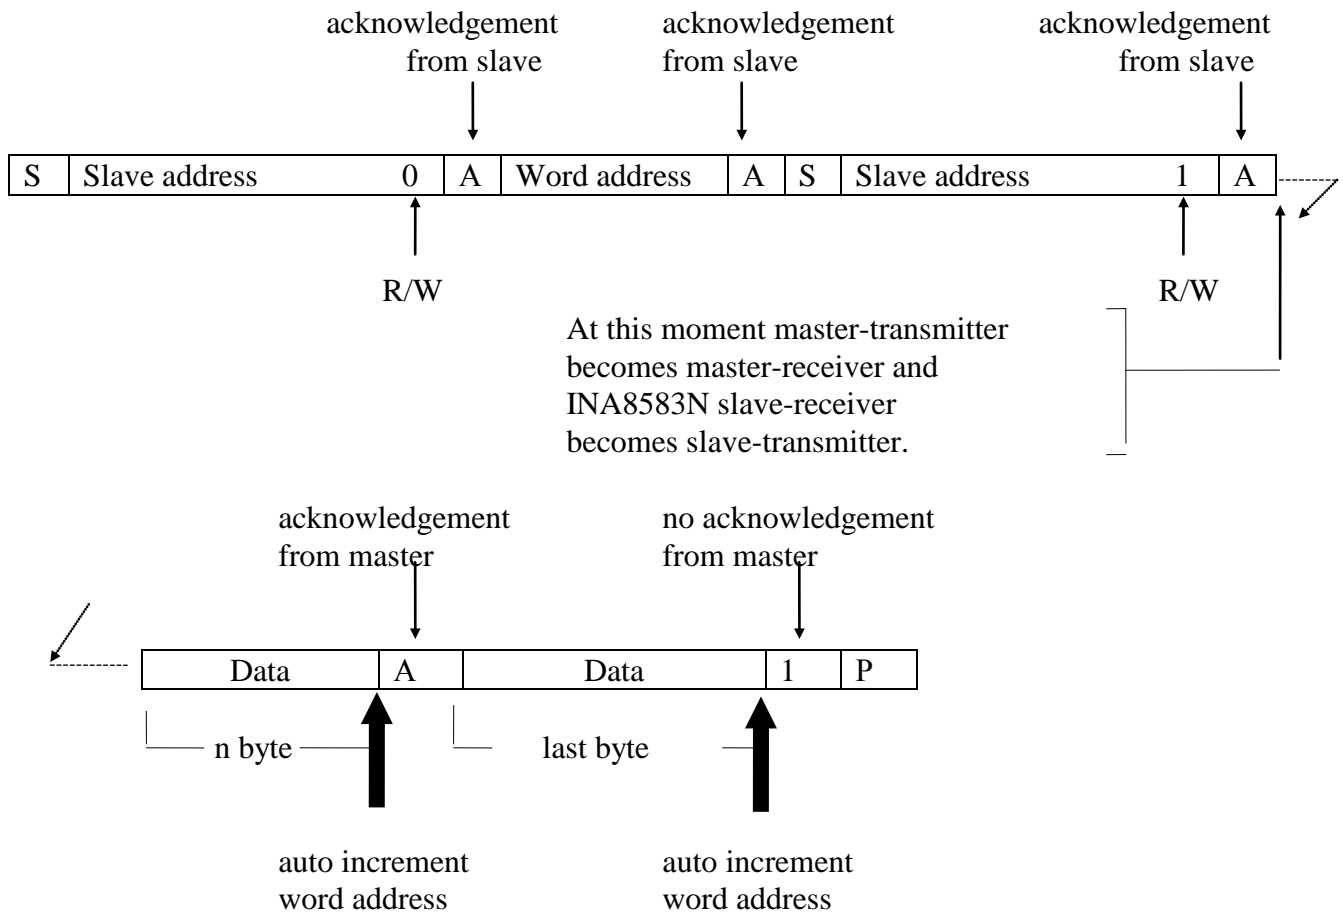 acknowledgement acknowledgement acknowledgement
from slave from slave from slave
S Slave address 0 A Word address A S Slave address 1 A
R/W R/W
At this moment master-transmitter
becomes master-receiver and
INA8583N slave-receiver
becomes slave-transmitter.
acknowledgement no acknowledgement
from master from master
Data A Data 1 P
n byte last byte
auto increment auto increment
word address word address